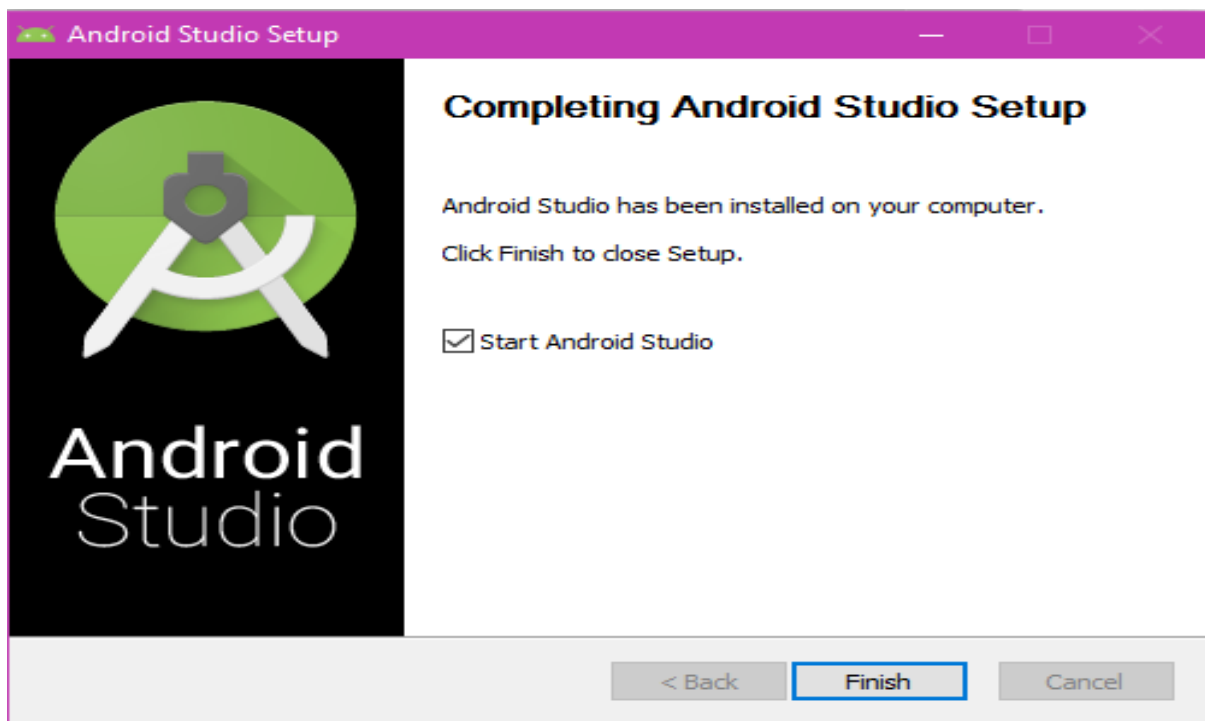 Android Studio Setup
Completing Android Studio Setup
Android Studio has been installed on your computer.
Click Finish to close Setup.
Start Android Studio
Android
Studio
< Back
Finish
Cancel